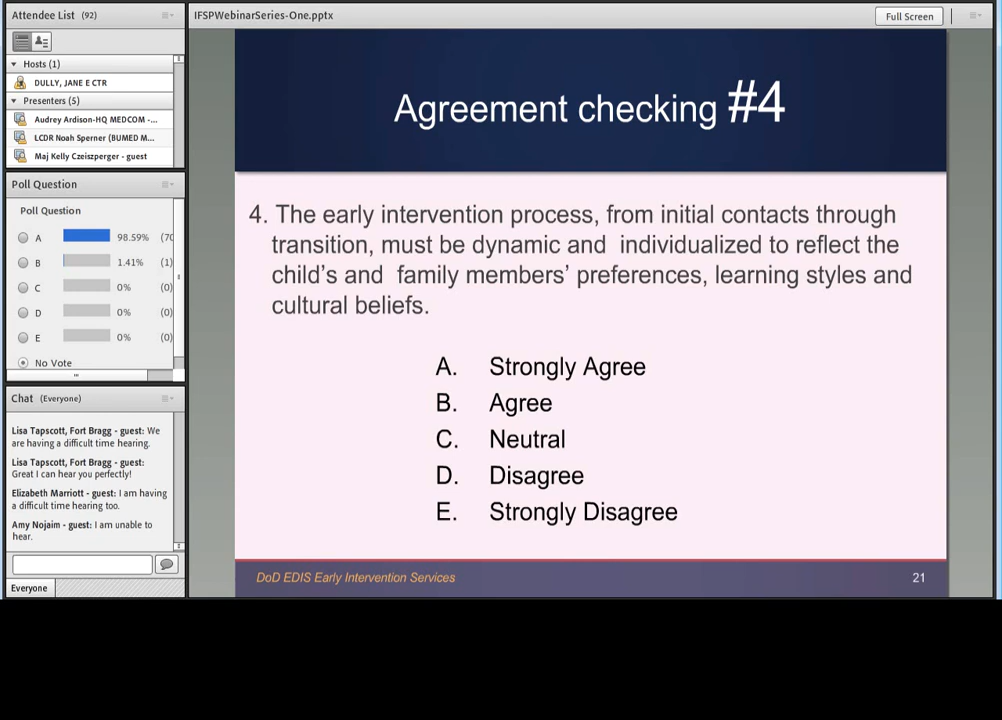 Attendee List (92)
Hosts (1)
DULLY, JANE E CTR
Presenters (5)
Audrey Ardison-HQ MEDCOM -...
LCDR Noah Sperner (BUMED M...
Maj Kelly Czeiszperger - guest
Poll Question
Poll Question
A 98.59% (70
B 1.41% (1)
C 0% (0)
D 0% (0)
E 0% (0)
No Vote
Chat (Everyone)
Lisa Tapscott, Fort Bragg - guest: We
are having a difficult time hearing.
Lisa Tapscott, Fort Bragg - guest:
Great I can hear you perfectly!
Elizabeth Marriott - guest: I am having
a difficult time hearing too.
Amy Nojaim - guest: I am unable to
hear.
Everyone
IFSPWebinarSeries-One.pptx
Full Screen
Agreement checking #4
4. The early intervention process, from initial contacts through
transition, must be dynamic and individualized to reflect the
child's and family members' preferences, learning styles and
cultural beliefs.
A. Strongly Agree
B. Agree
C. Neutral
D. Disagree
E. Strongly Disagree
DoD EDIS Early Intervention Services
21